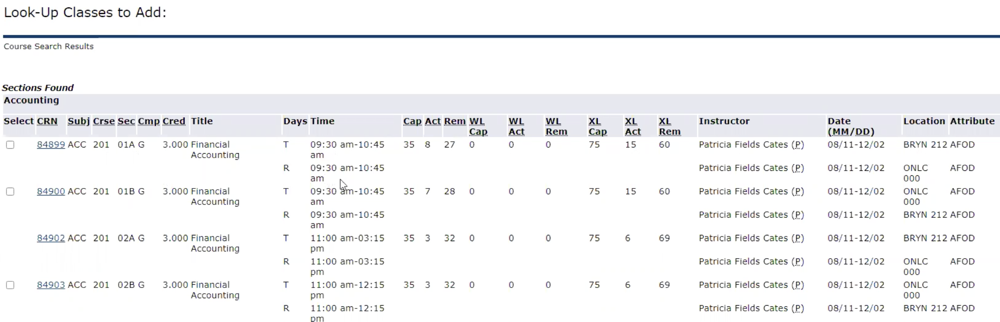 Look-Up Classes to Add:
Course Search Results
Sections Found
Accounting
Select CRN Subj Crse Sec Cmp Cred Title Days Time Cap Act Rem WL Cap WL Act WL Rem XL Cap XL Act XL Rem Instructor Date (MM/DD) Location Attribute
84899 ACC 201 01A G 3.000 Financial Accounting T 09:30 am-10:45 am 35 8 27 0 0 0 75 15 60 Patricia Fields Cates (P) 08/11-12/02 BRYN 212 AFOD
R 09:30 am-10:45 am Patricia Fields Cates (P) 08/11-12/02 ONLC 000 AFOD
84900 ACC 201 01B G 3.000 Financial Accounting T 09:30 am-10:45 am 35 7 28 0 0 0 75 15 60 Patricia Fields Cates (P) 08/11-12/02 ONLC 000 AFOD
R 09:30 am-10:45 am Patricia Fields Cates (P) 08/11-12/02 BRYN 212 AFOD
84902 ACC 201 02A G 3.000 Financial Accounting T 11:00 am-03:15 pm 35 3 32 0 0 0 75 6 69 Patricia Fields Cates (P) 08/11-12/02 BRYN 212 AFOD
R 11:00 am-03:15 pm Patricia Fields Cates (P) 08/11-12/02 ONLC 000 AFOD
84903 ACC 201 02B G 3.000 Financial Accounting T 11:00 am-12:15 pm 35 3 32 0 0 0 75 6 69 Patricia Fields Cates (P) 08/11-12/02 ONLC 000 AFOD
R 11:00 am-12:15 pm Patricia Fields Cates (P) 08/11-12/02 BRYN 212 AFOD